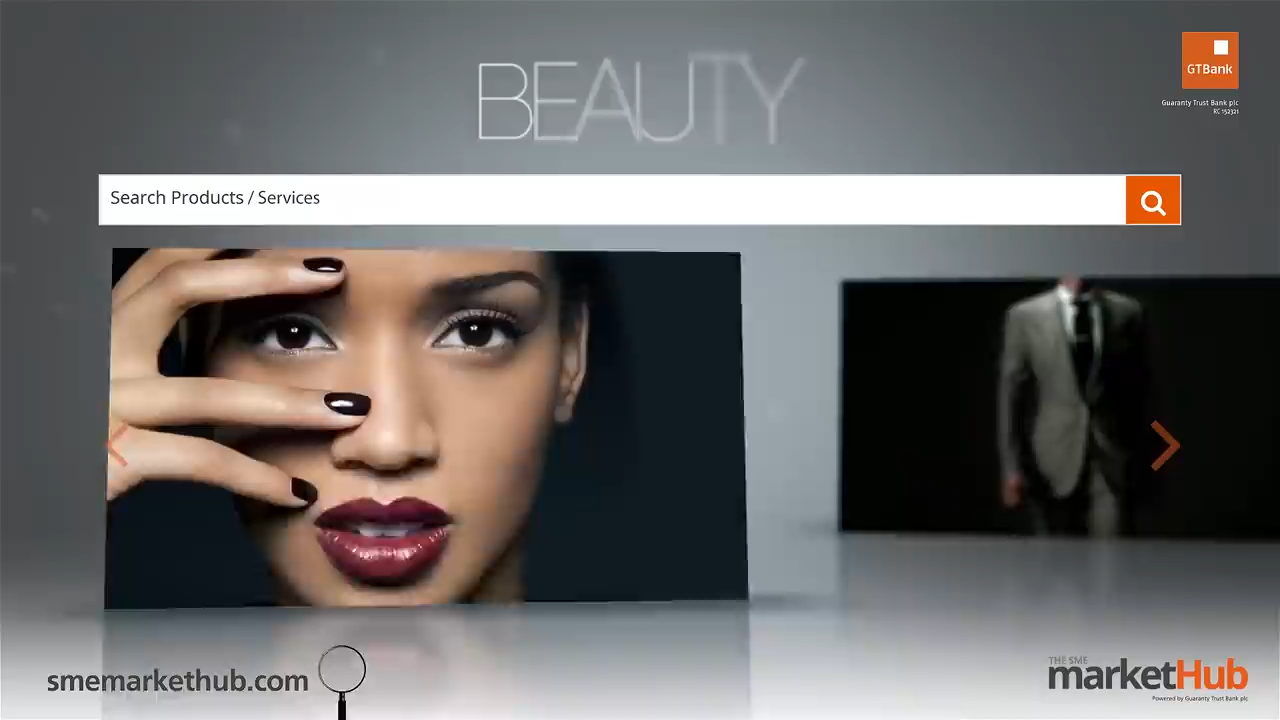 BEAUTY
GTBank
Guaranty Trust Bank plc
RC 152321
Search Products / Services
smemarkethub.com
THE SME
marketHub
Powered by Guaranty Trust Bank plc